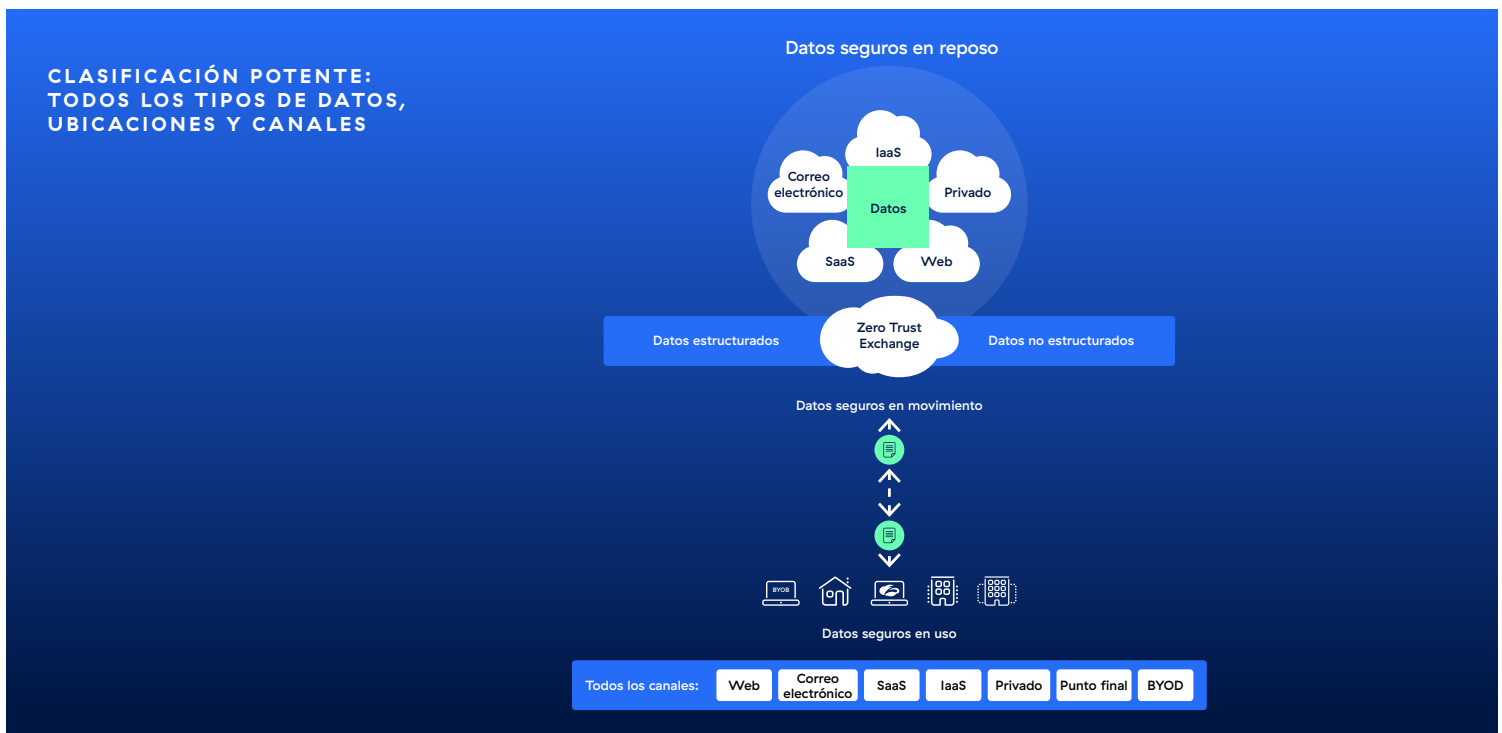 CLASIFICACIÓN POTENTE:
TODOS LOS TIPOS DE DATOS,
UBICACIONES Y CANALES
Datos seguros en reposo
IaaS
Correo
electrónico
Privado
Datos
SaaS
Web
Datos estructurados
Zero Trust
Exchange
Datos no estructurados
Datos seguros en movimiento
BYOB
Datos seguros en uso
Todos los canales:
Web
Correo
electrónico
SaaS
IaaS
Privado
Punto final
BYOD